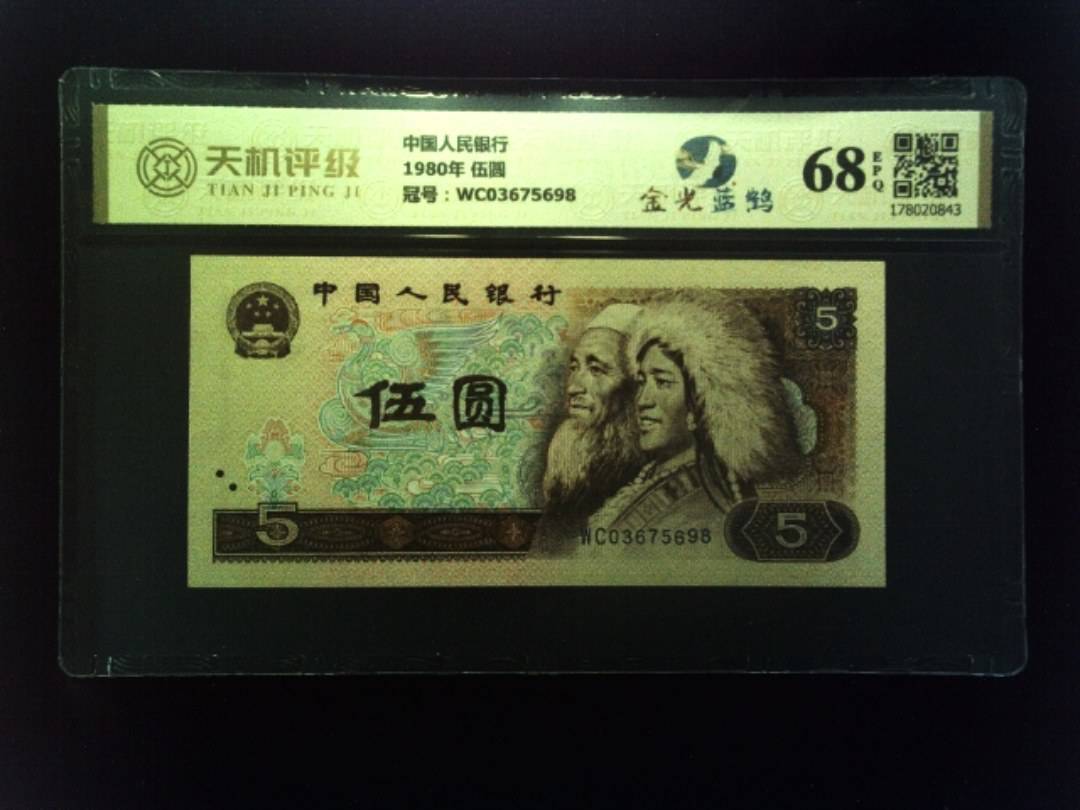 天机评级
TIAN JI PING JI
中国人民银行
1980年 伍圆
冠号：WC03675698
金光蓝鹤
68
EPQ
178020843
中国人民银行
5
伍圆
5
WC03675698
5